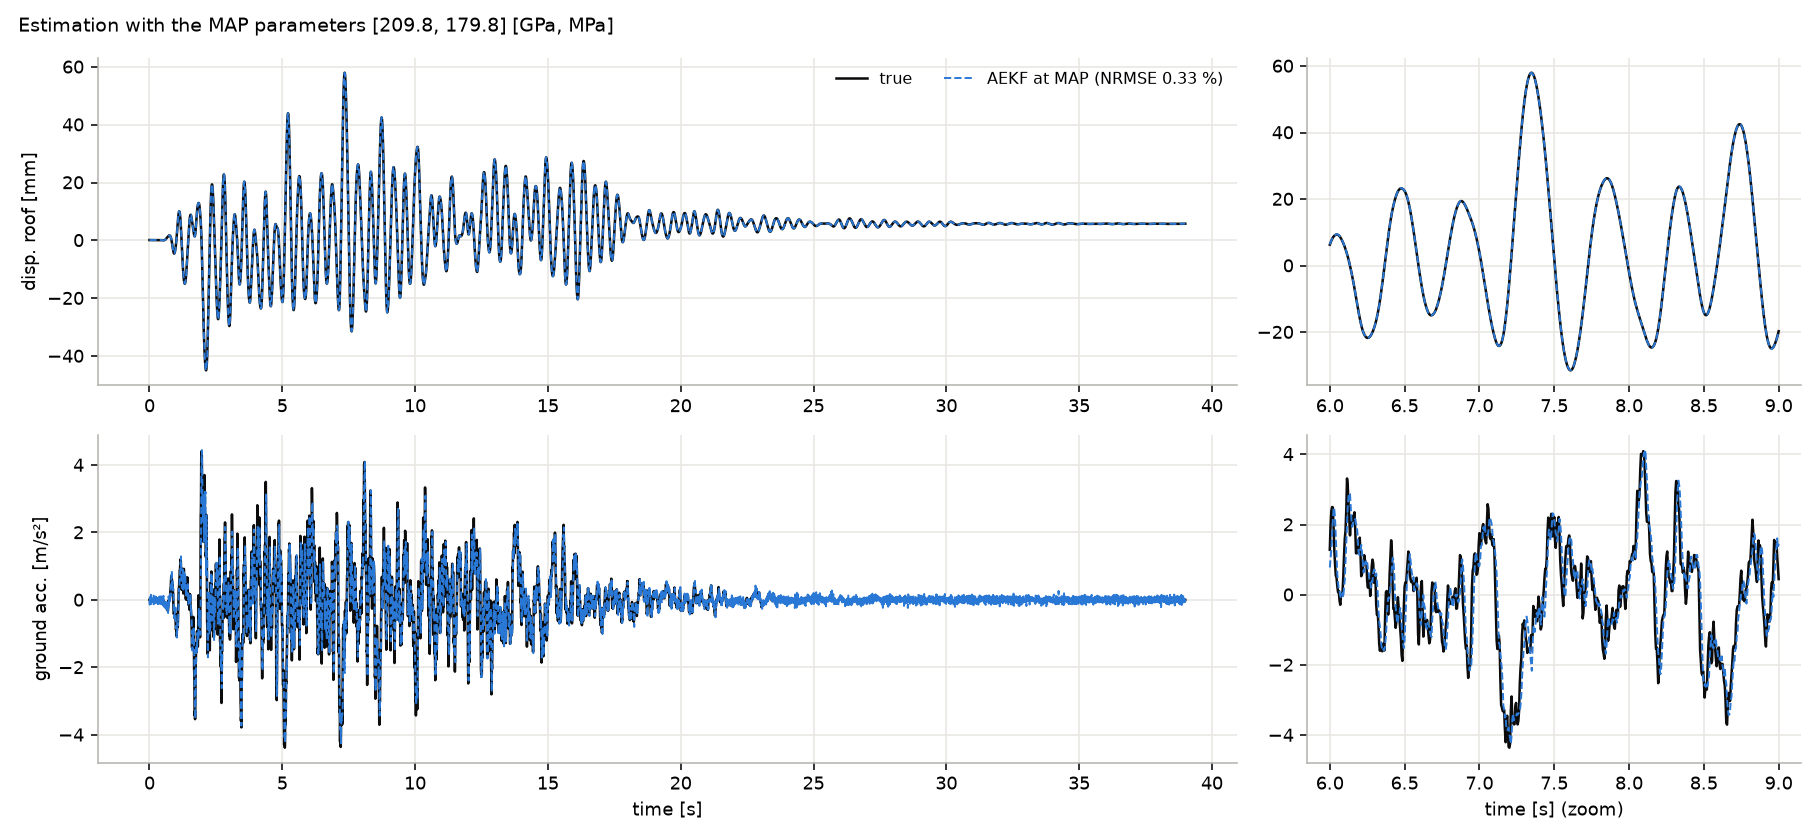 Estimation with the MAP parameters [209.8, 179.8] [GPa, MPa]
true
AEKF at MAP (NRMSE 0.33 %)
disp. roof [mm]
60
40
20
0
−20
−40
0 5 10 15 20 25 30 35 40
60
40
20
0
−20
6.0 6.5 7.0 7.5 8.0 8.5 9.0
ground acc. [m/s²]
4
2
0
−2
−4
0 5 10 15 20 25 30 35 40
time [s]
4
2
0
−2
−4
6.0 6.5 7.0 7.5 8.0 8.5 9.0
time [s] (zoom)